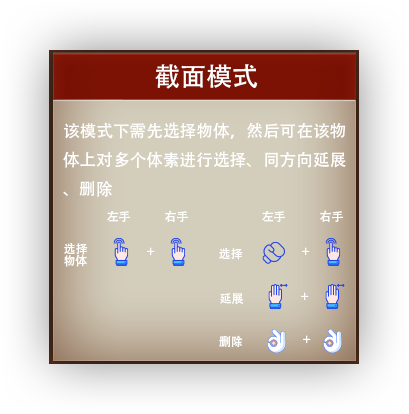 截面模式
该模式下需先选择物体，然后可在该物
体上对多个体素进行选择、同方向延展
、删除
左手 右手 左手 右手
选择
物体
+
选择 +
延展 +
删除 +